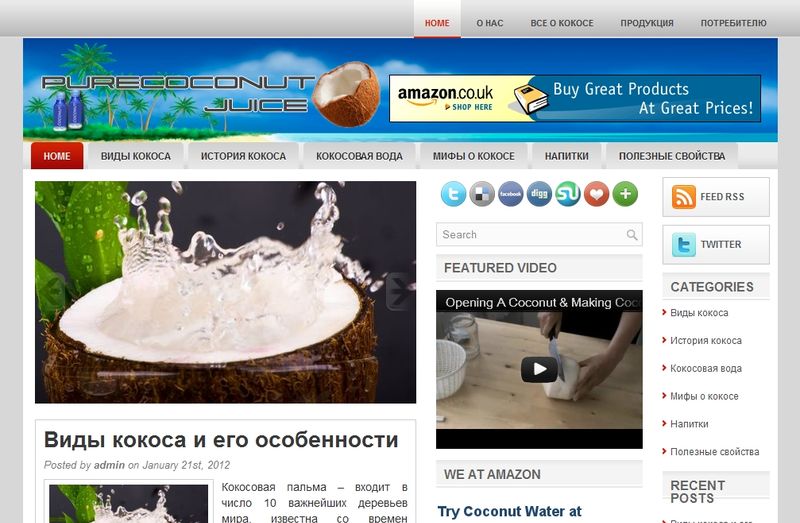 HOME О НАС ВСЕ О КОКОСЕ ПРОДУКЦИЯ ПОТРЕБИТЕЛЮ
PURECOCONUT
JUICE
amazon.co.uk
SHOP HERE
Buy Great Products
At Great Prices!
HOME ВИДЫ КОКОСА ИСТОРИЯ КОКОСА КОКОСОВАЯ ВОДА МИФЫ О КОКОСЕ НАПИТКИ ПОЛЕЗНЫЕ СВОЙСТВА
Виды кокоса и его особенности
Posted by admin on January 21st, 2012
Кокосовая пальма – входит в
число 10 важнейших деревьев
мира, известна со времен
facebook
digg
Search
FEATURED VIDEO
Opening A Coconut & Making Coco
WE AT AMAZON
Try Coconut Water at
FEED RSS
TWITTER
CATEGORIES
Виды кокоса
История кокоса
Кокосовая вода
Мифы о кокосе
Напитки
Полезные свойства
RECENT
POSTS
Виды кокоса и его